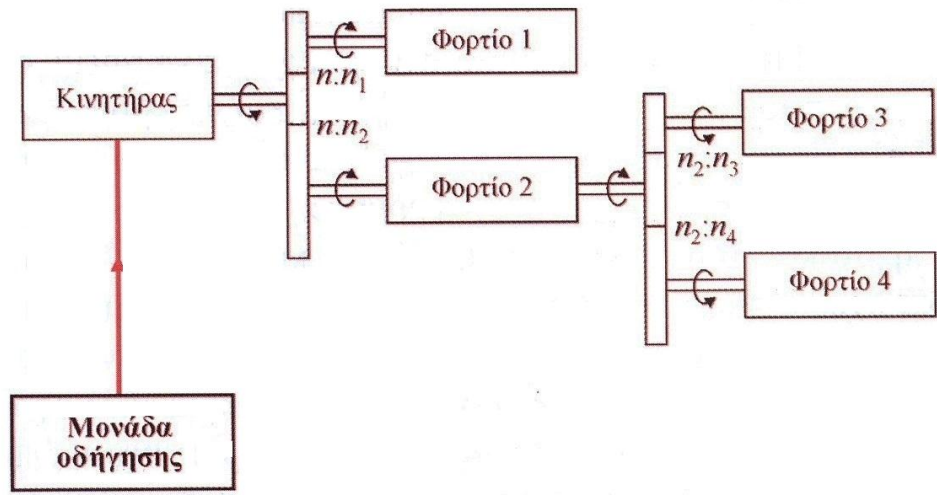 Φορτίο 1
n:n₁
Κινητήρας
n:n₂
Φορτίο 2
Φορτίο 3
n₂:n₃
n₂:n₄
Φορτίο 4
Μονάδα
οδήγησης